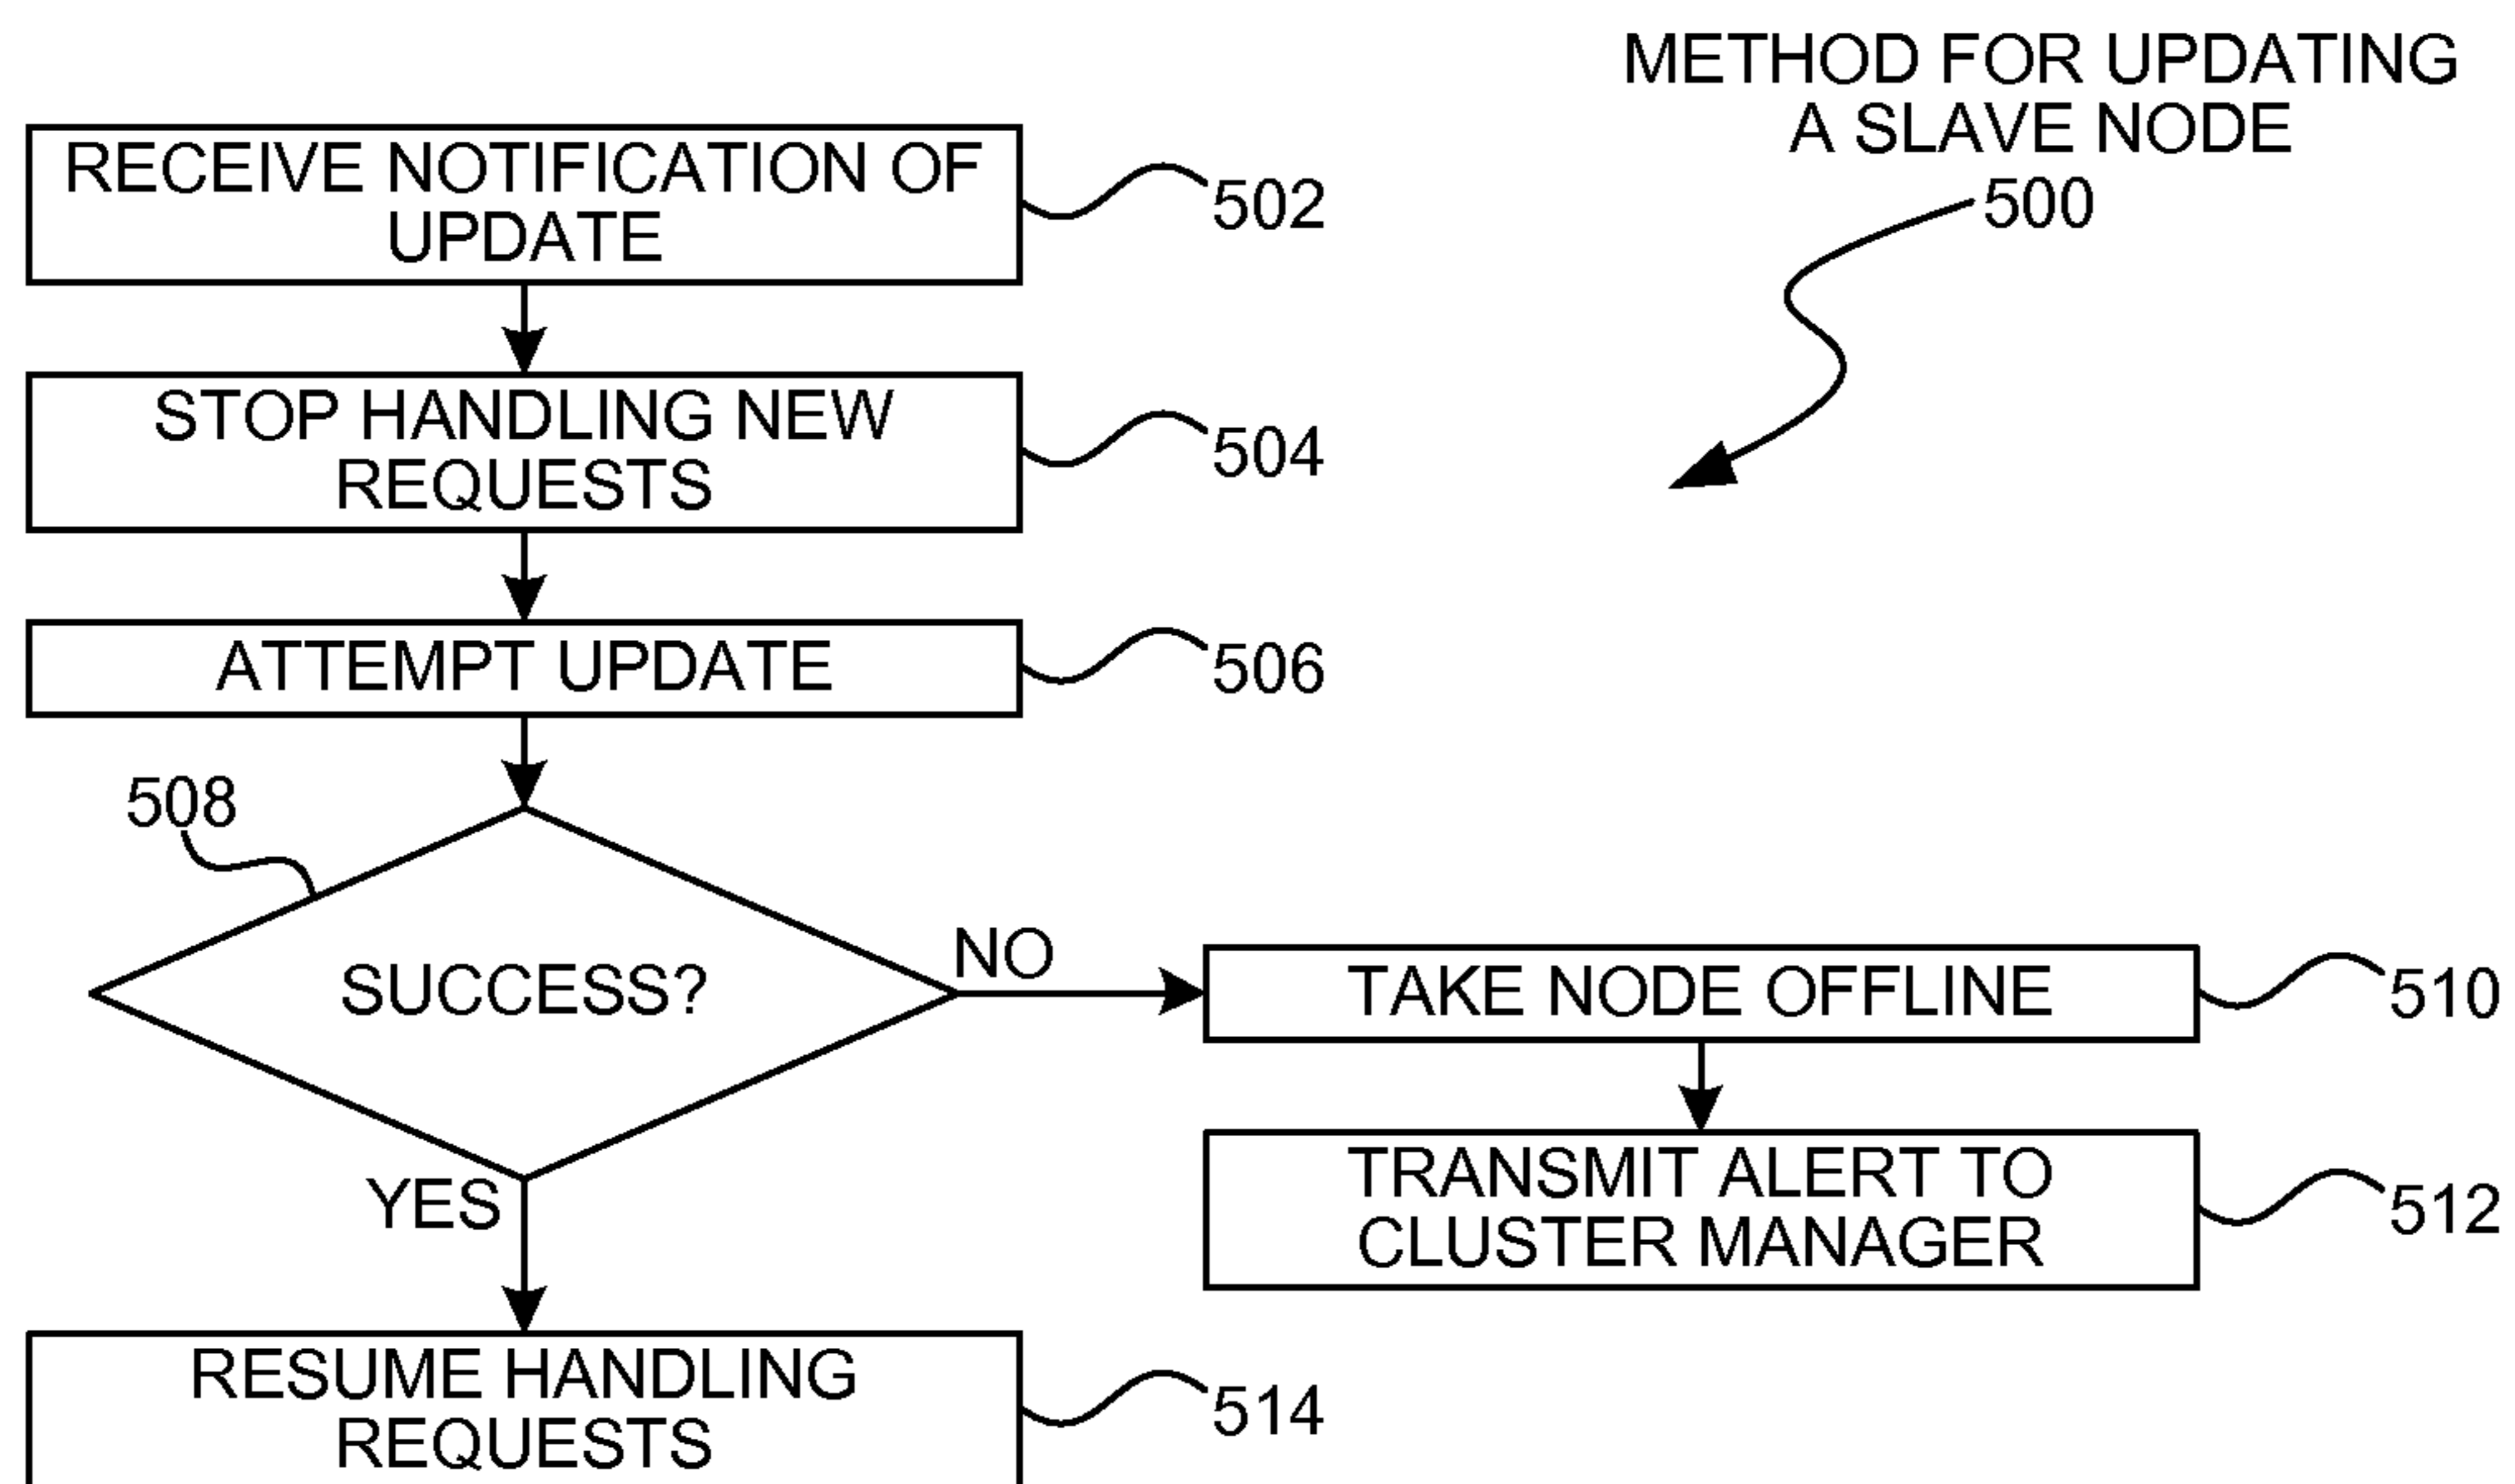 METHOD FOR UPDATING
A SLAVE NODE
500
RECEIVE NOTIFICATION OF
UPDATE
502
STOP HANDLING NEW
REQUESTS
504
ATTEMPT UPDATE
506
508
SUCCESS?
NO
YES
TAKE NODE OFFLINE
510
TRANSMIT ALERT TO
CLUSTER MANAGER
512
RESUME HANDLING
REQUESTS
514